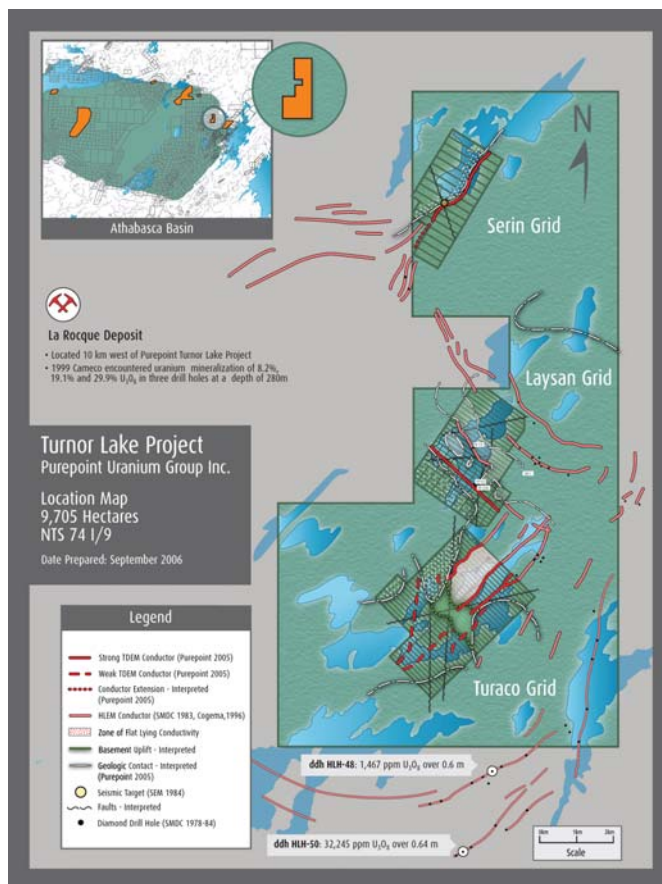 Athabasca Basin
N
Serin Grid
La Rocque Deposit
• Located 10 km west of Purepoint Turnor Lake Project
• 1999 Cameco encountered uranium mineralization of 8.2%,
19.1% and 29.9% U₃O₈ in three drill holes at a depth of 280m
Laysan Grid
Turnor Lake Project
Purepoint Uranium Group Inc.
Location Map
9,705 Hectares
NTS 74 I/9
Date Prepared: September 2006
Legend
Strong TDEM Conductor (Purepoint 2005)
Weak TDEM Conductor (Purepoint 2005)
Conductor Extension - Interpreted
(Purepoint 2005)
HLEM Conductor (SMDC 1983, Cogema,1996)
Zone of Flat Lying Conductivity
Basement Uplift - Interpreted
Geologic Contact - Interpreted
(Purepoint 2005)
Seismic Target (SEM 1984)
Faults - Interpreted
Diamond Drill Hole (SMDC 1978-84)
Turaco Grid
ddh HLH-48: 1,467 ppm U₃O₈ over 0.6 m
ddh HLH-50: 32,245 ppm U₃O₈ over 0.64 m
0km 1km 2km
Scale